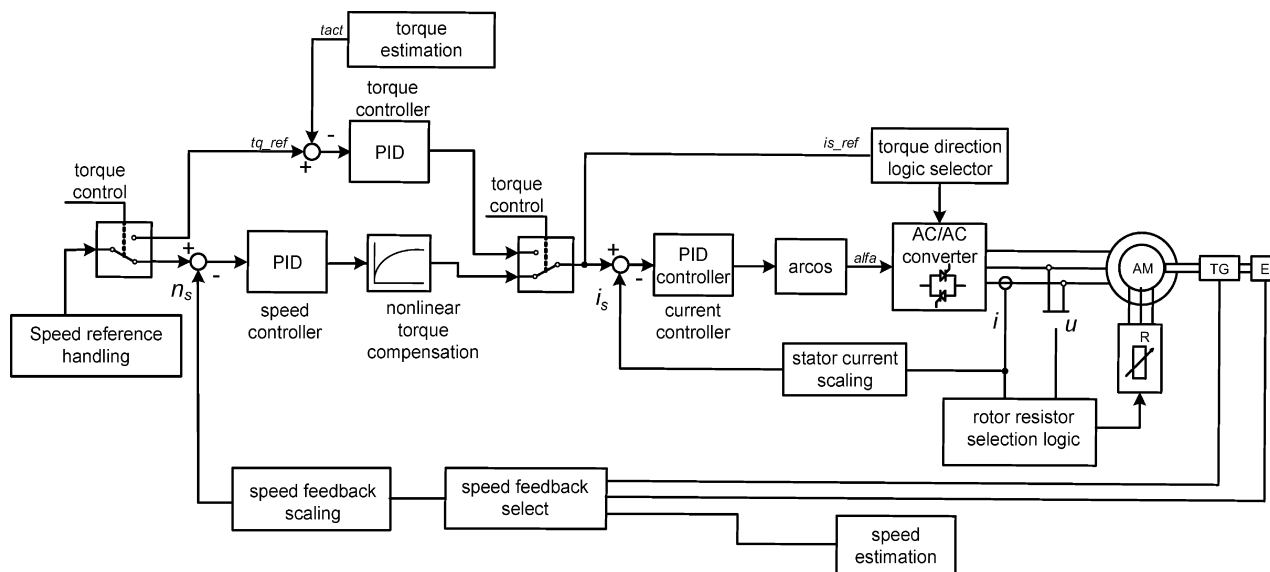 tact
torque
estimation
torque
controller
tq_ref
-
+
PID
is_ref
torque direction
logic selector
torque
control
torque
control
+
-
n_s
PID
speed
controller
nonlinear
torque
compensation
+
-
i_s
PID
controller
current
controller
arcos
alfa
AC/AC
converter
AM
TG
E
i
u
R
Speed reference
handling
stator current
scaling
rotor resistor
selection logic
speed feedback
scaling
speed feedback
select
speed
estimation